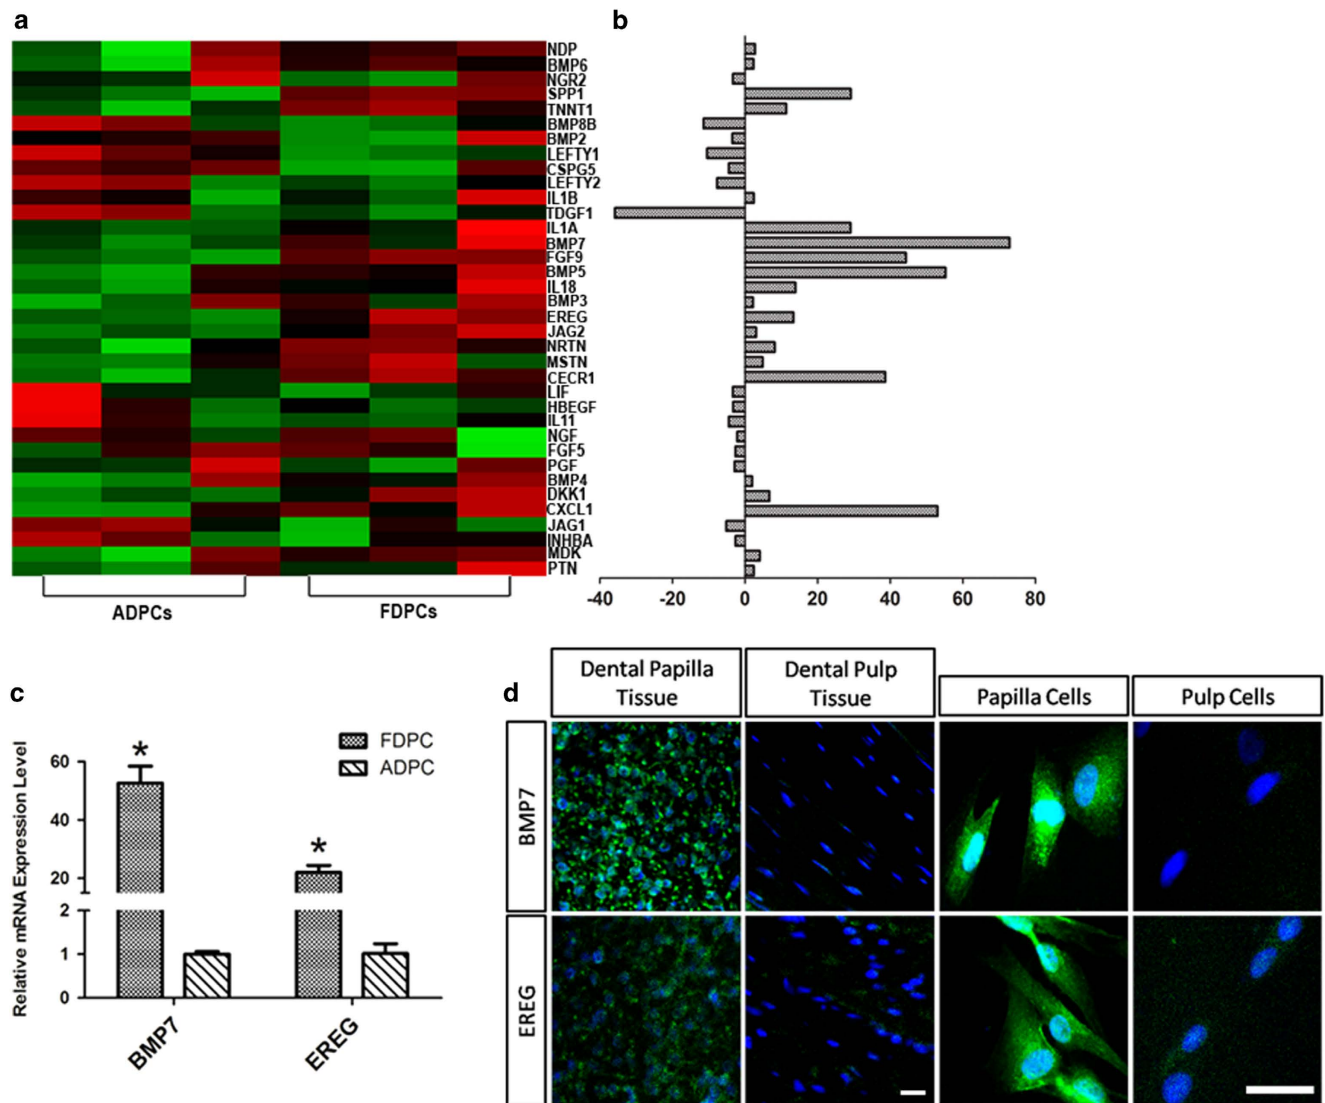 a
b
NDP
BMP6
NGR2
SPP1
TNNT1
BMP8B
BMP2
LEFTY1
CSPG5
LEFTY2
IL1B
TDGF1
IL1A
BMP7
FGF9
BMP5
IL18
BMP3
EREG
JAG2
NRTN
MSTN
CECR1
LIF
HBEGF
IL11
NGF
FGF5
PGF
BMP4
DKK1
CXCL1
JAG1
INHBA
MDK
PTN
ADPCs FDPCs
-40 -20 0 20 40 60 80
c
Relative mRNA Expression Level
60
40
20
2
1
0
* *
FDPC
ADPC
BMP7 EREG
d
Dental Papilla
Tissue
Dental Pulp
Tissue
Papilla Cells
Pulp Cells
BMP7
EREG